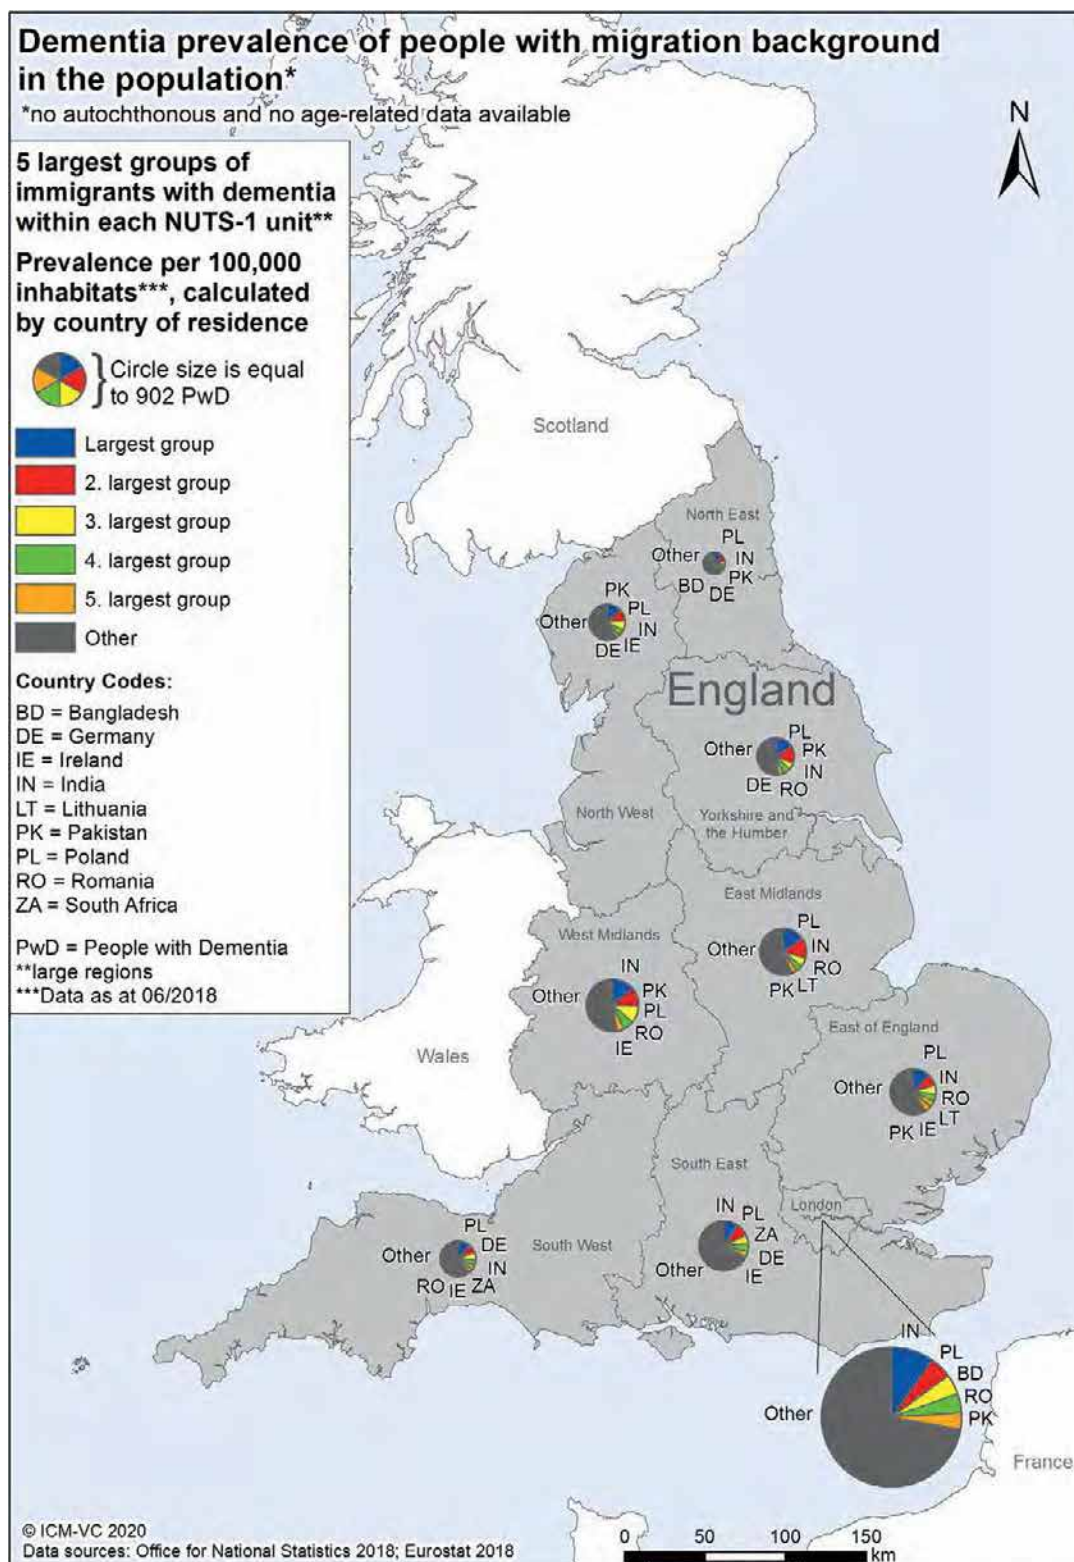 Dementia prevalence of people with migration background
in the population*
*no autochthonous and no age-related data available
N
5 largest groups of
immigrants with dementia
within each NUTS-1 unit**
Prevalence per 100,000
inhabitats***, calculated
by country of residence
Circle size is equal
to 902 PwD
Largest group
2. largest group
3. largest group
4. largest group
5. largest group
Other
Country Codes:
BD = Bangladesh
DE = Germany
IE = Ireland
IN = India
LT = Lithuania
PK = Pakistan
PL = Poland
RO = Romania
ZA = South Africa
PwD = People with Dementia
**large regions
***Data as at 06/2018
Scotland
North East
PL
Other
IN
PK
BD
DE
PK
PL
Other
IN
IE
DE
England
PL
Other
PK
IN
RO
DE
North West
Yorkshire and
the Humber
East Midlands
PL
Other
IN
RO
LT
PK
West Midlands
IN
Other
PK
PL
RO
IE
East of England
PL
Other
IN
RO
LT
IE
PK
Wales
South East
IN
PL
ZA
DE
Other
IE
London
South West
PL
DE
Other
IN
RO
IE
ZA
IN
PL
BD
RO
Other
PK
France
© ICM-VC 2020
Data sources: Office for National Statistics 2018; Eurostat 2018
0 50 100 150
km